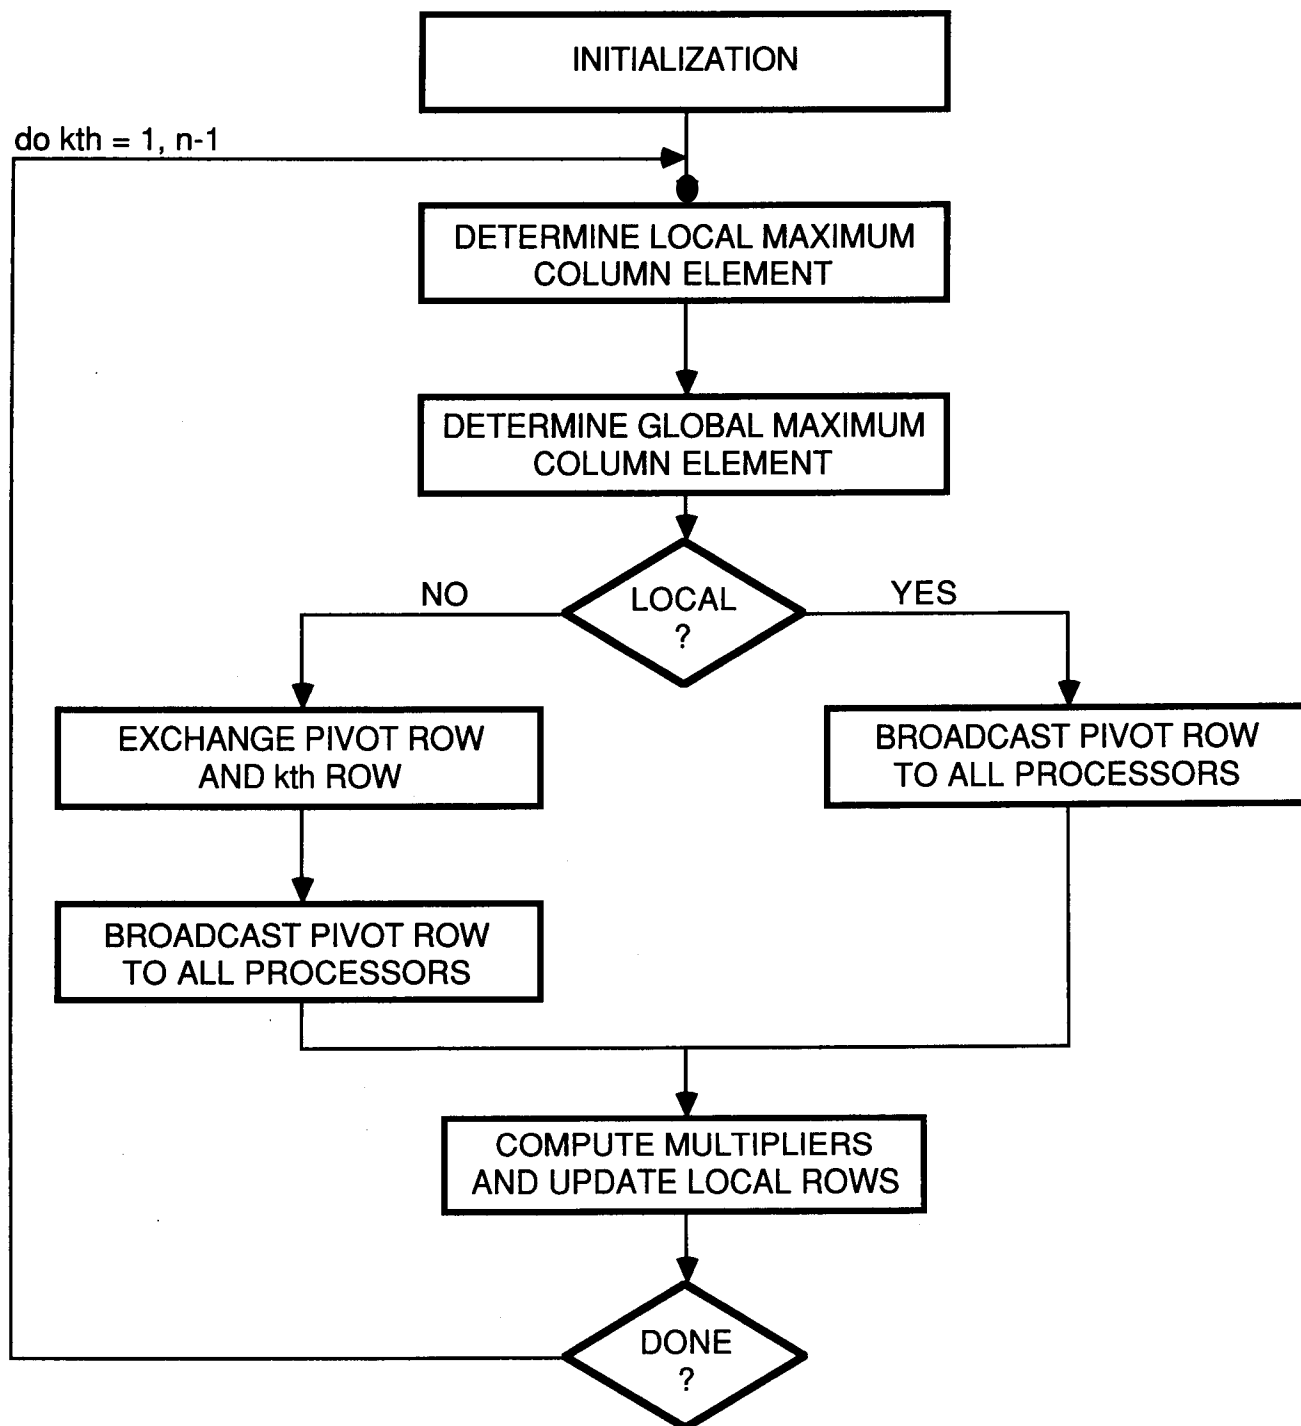 INITIALIZATION
do kth = 1, n-1
DETERMINE LOCAL MAXIMUM
COLUMN ELEMENT
DETERMINE GLOBAL MAXIMUM
COLUMN ELEMENT
NO
LOCAL
?
YES
EXCHANGE PIVOT ROW
AND kth ROW
BROADCAST PIVOT ROW
TO ALL PROCESSORS
BROADCAST PIVOT ROW
TO ALL PROCESSORS
COMPUTE MULTIPLIERS
AND UPDATE LOCAL ROWS
DONE
?